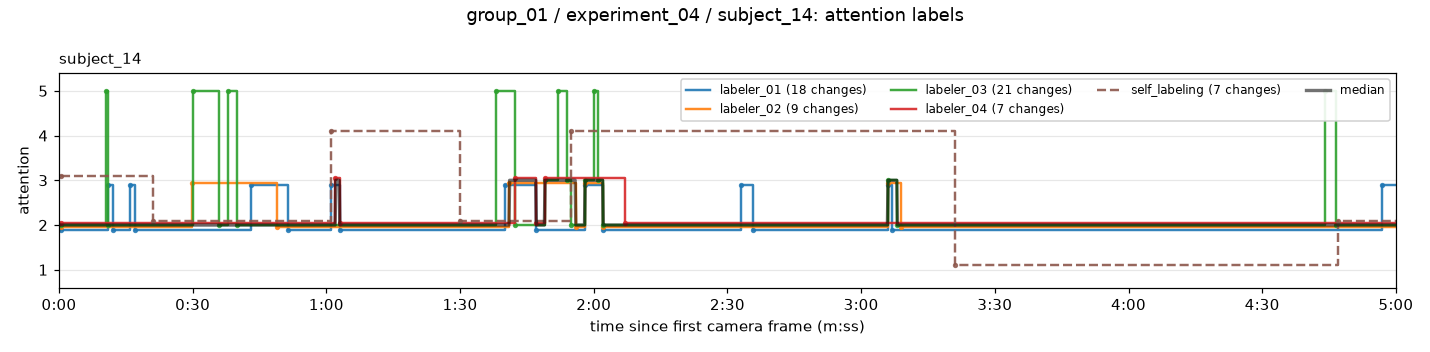 group_01 / experiment_04 / subject_14: attention labels
subject_14
labeler_01 (18 changes)
labeler_02 (9 changes)
labeler_03 (21 changes)
labeler_04 (7 changes)
self_labeling (7 changes)
median
attention
5
4
3
2
1
0:00 0:30 1:00 1:30 2:00 2:30 3:00 3:30 4:00 4:30 5:00
time since first camera frame (m:ss)